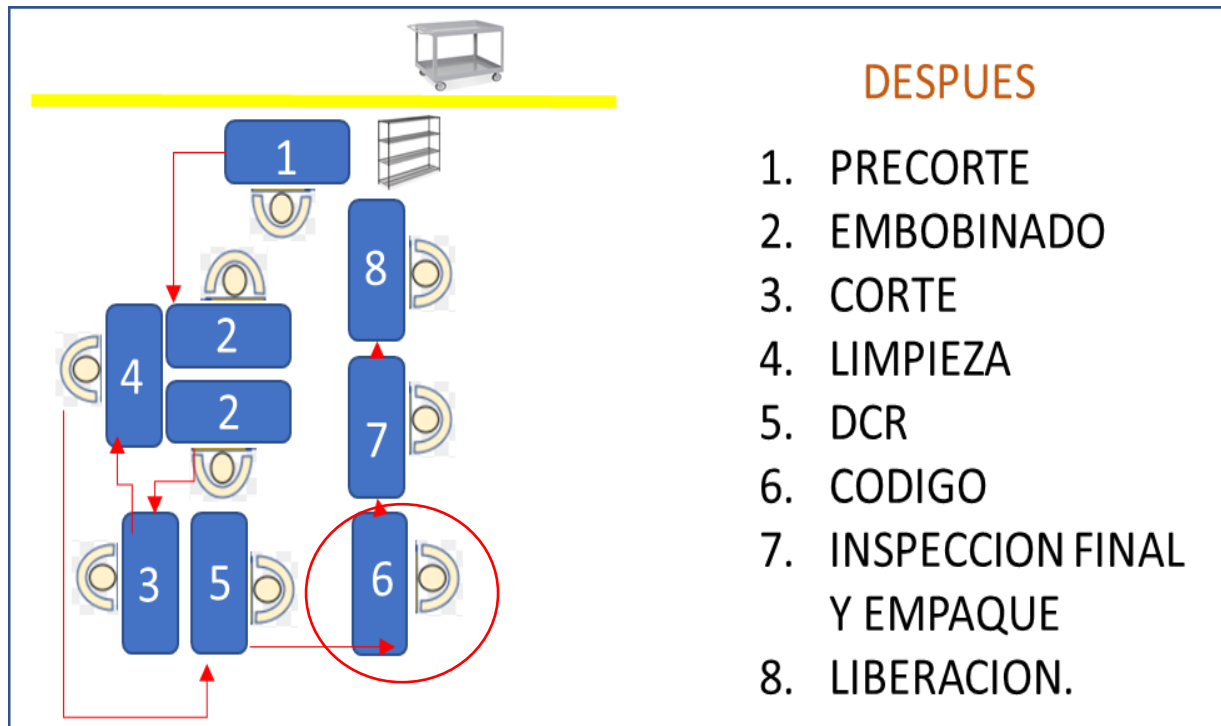 DESPUES
1
2
2
4
3
5
6
7
8
1. PRECORTE
2. EMBOBINADO
3. CORTE
4. LIMPIEZA
5. DCR
6. CODIGO
7. INSPECCION FINAL
Y EMPAQUE
8. LIBERACION.